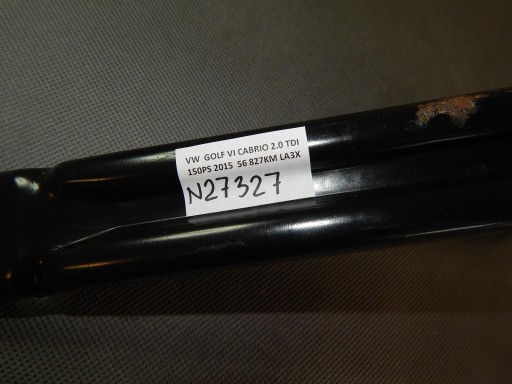 VW GOLF VI CABRIO 2.0 TDI
150PS 2015 56 827KM LA3X
N27327